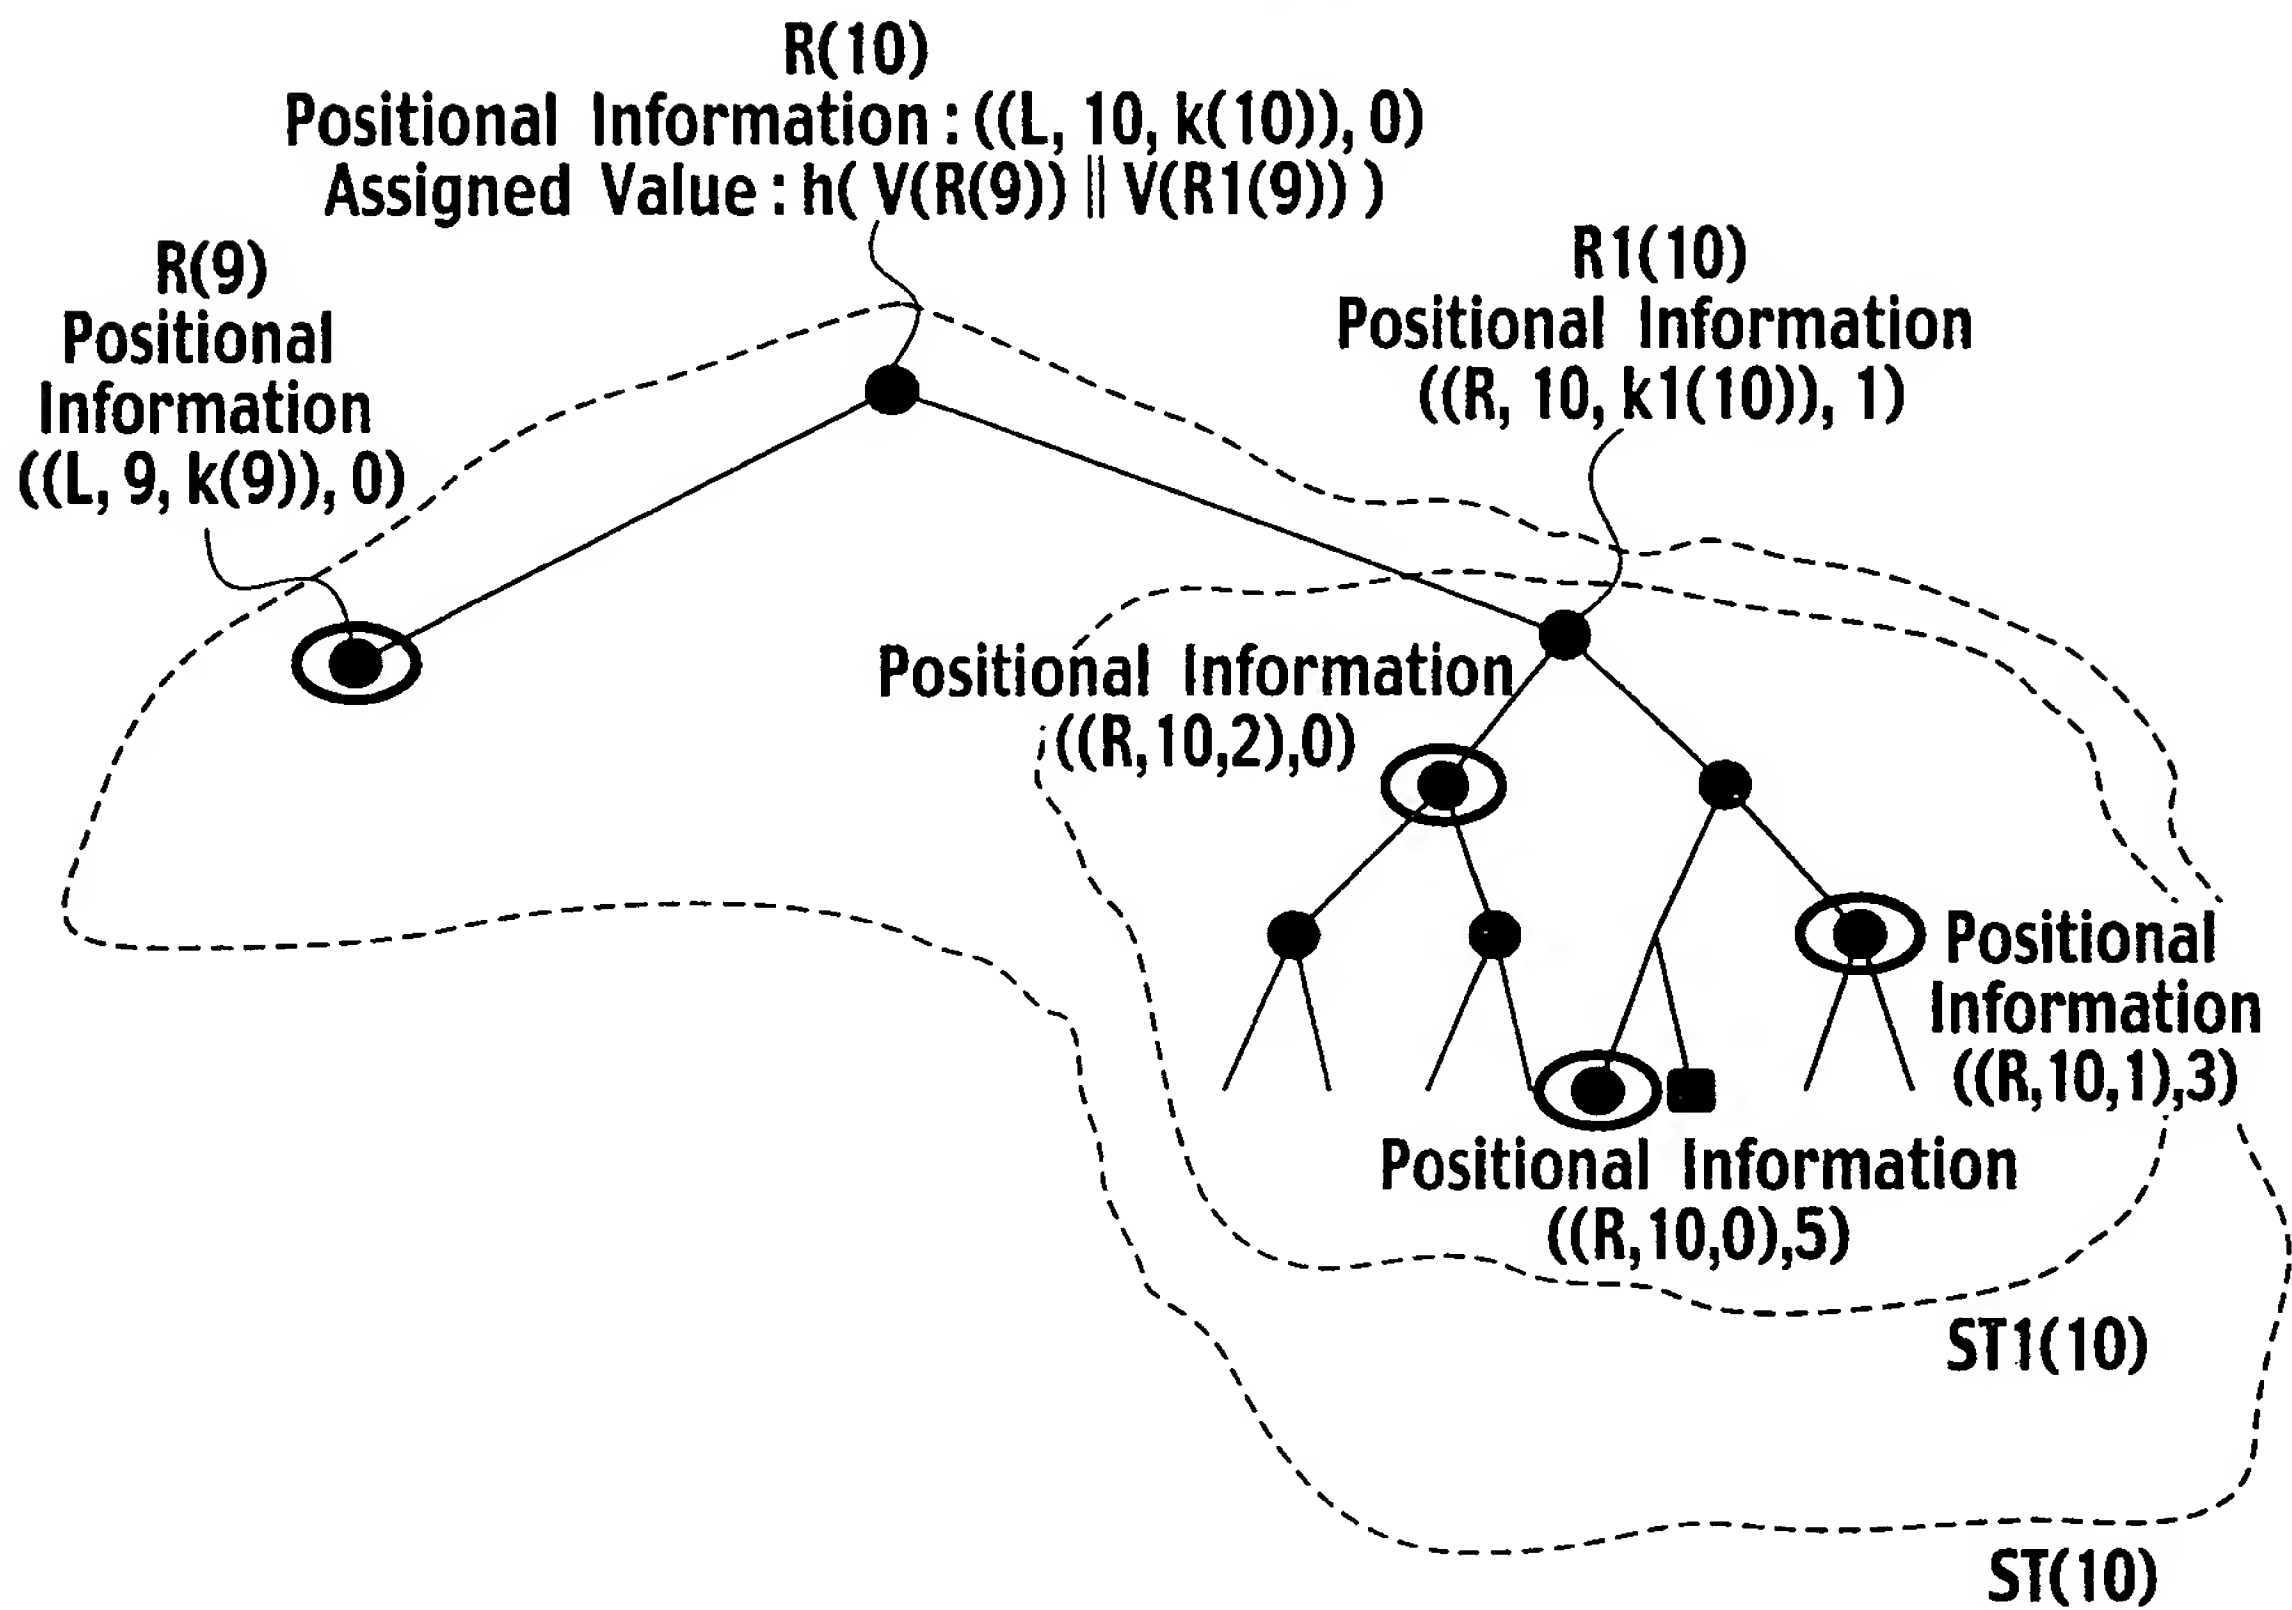 R(10)
Positional Information : ((L, 10, k(10)), 0)
Assigned Value : h( V(R(9)) || V(R1(9)) )
R(9)
Positional
Information
((L, 9, k(9)), 0)
R1(10)
Positional Information
((R, 10, k1(10)), 1)
Positional Information
((R,10,2),0)
Positional
Information
((R,10,1),3)
Positional Information
((R,10,0),5)
ST1(10)
ST(10)